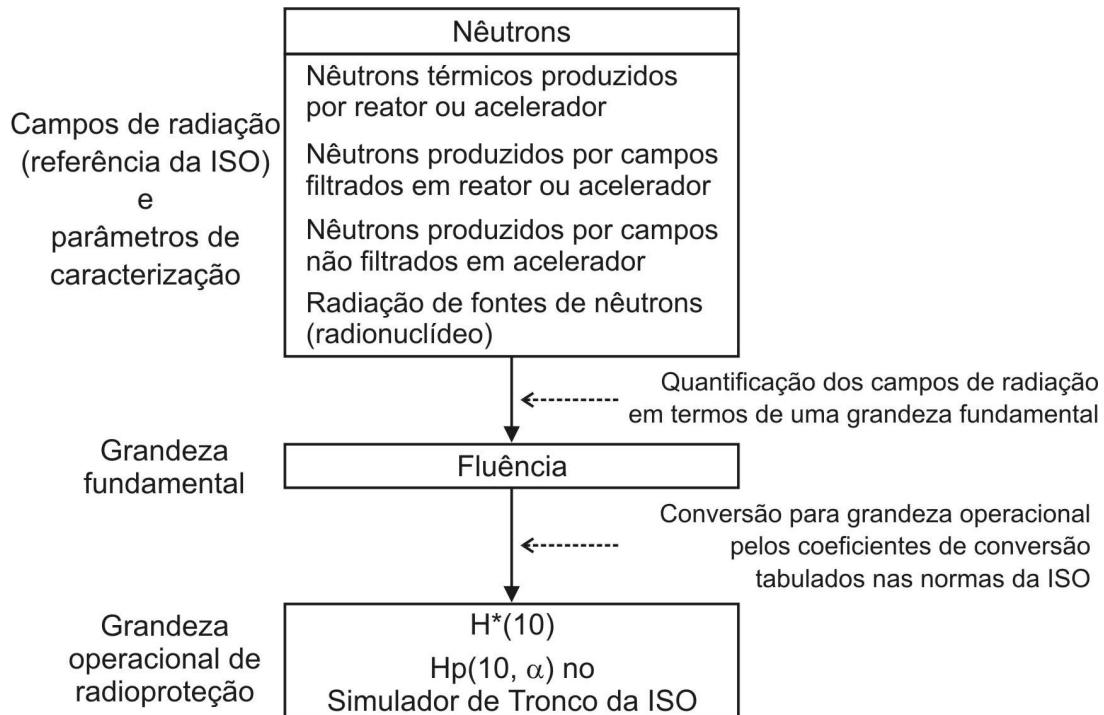 Nêutrons
Campos de radiação
(referência da ISO)
e
parâmetros de
caracterização
Nêutrons térmicos produzidos
por reator ou acelerador
Nêutrons produzidos por campos
filtrados em reator ou acelerador
Nêutrons produzidos por campos
não filtrados em acelerador
Radiação de fontes de nêutrons
(radionuclídeo)
Quantificação dos campos de radiação
em termos de uma grandeza fundamental
Grandeza
fundamental
Fluência
Conversão para grandeza operacional
pelos coeficientes de conversão
tabulados nas normas da ISO
Grandeza
operacional de
radioproteção
H*(10)
Hp(10, α) no
Simulador de Tronco da ISO